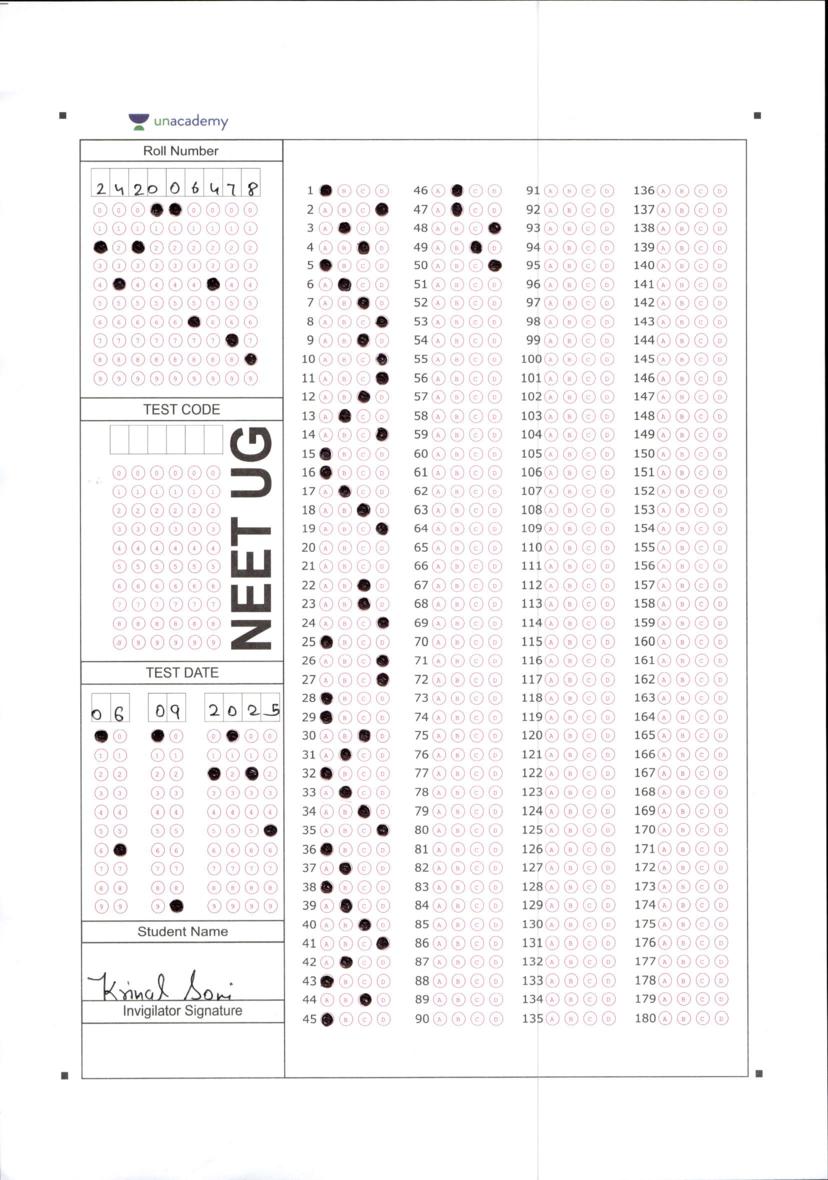 unacademy
Roll Number
2 4 2 0 0 6 4 7 8
TEST CODE
NEET UG
TEST DATE
0 6 0 9 2 0 2 5
Student Name
Krinal Soni
Invigilator Signature
1 A B C D 46 A B C D 91 A B C D 136 A B C D
2 A B C D 47 A B C D 92 A B C D 137 A B C D
3 A B C D 48 A B C D 93 A B C D 138 A B C D
4 A B C D 49 A B C D 94 A B C D 139 A B C D
5 A B C D 50 A B C D 95 A B C D 140 A B C D
6 A B C D 51 A B C D 96 A B C D 141 A B C D
7 A B C D 52 A B C D 97 A B C D 142 A B C D
8 A B C D 53 A B C D 98 A B C D 143 A B C D
9 A B C D 54 A B C D 99 A B C D 144 A B C D
10 A B C D 55 A B C D 100 A B C D 145 A B C D
11 A B C D 56 A B C D 101 A B C D 146 A B C D
12 A B C D 57 A B C D 102 A B C D 147 A B C D
13 A B C D 58 A B C D 103 A B C D 148 A B C D
14 A B C D 59 A B C D 104 A B C D 149 A B C D
15 A B C D 60 A B C D 105 A B C D 150 A B C D
16 A B C D 61 A B C D 106 A B C D 151 A B C D
17 A B C D 62 A B C D 107 A B C D 152 A B C D
18 A B C D 63 A B C D 108 A B C D 153 A B C D
19 A B C D 64 A B C D 109 A B C D 154 A B C D
20 A B C D 65 A B C D 110 A B C D 155 A B C D
21 A B C D 66 A B C D 111 A B C D 156 A B C D
22 A B C D 67 A B C D 112 A B C D 157 A B C D
23 A B C D 68 A B C D 113 A B C D 158 A B C D
24 A B C D 69 A B C D 114 A B C D 159 A B C D
25 A B C D 70 A B C D 115 A B C D 160 A B C D
26 A B C D 71 A B C D 116 A B C D 161 A B C D
27 A B C D 72 A B C D 117 A B C D 162 A B C D
28 A B C D 73 A B C D 118 A B C D 163 A B C D
29 A B C D 74 A B C D 119 A B C D 164 A B C D
30 A B C D 75 A B C D 120 A B C D 165 A B C D
31 A B C D 76 A B C D 121 A B C D 166 A B C D
32 A B C D 77 A B C D 122 A B C D 167 A B C D
33 A B C D 78 A B C D 123 A B C D 168 A B C D
34 A B C D 79 A B C D 124 A B C D 169 A B C D
35 A B C D 80 A B C D 125 A B C D 170 A B C D
36 A B C D 81 A B C D 126 A B C D 171 A B C D
37 A B C D 82 A B C D 127 A B C D 172 A B C D
38 A B C D 83 A B C D 128 A B C D 173 A B C D
39 A B C D 84 A B C D 129 A B C D 174 A B C D
40 A B C D 85 A B C D 130 A B C D 175 A B C D
41 A B C D 86 A B C D 131 A B C D 176 A B C D
42 A B C D 87 A B C D 132 A B C D 177 A B C D
43 A B C D 88 A B C D 133 A B C D 178 A B C D
44 A B C D 89 A B C D 134 A B C D 179 A B C D
45 A B C D 90 A B C D 135 A B C D 180 A B C D